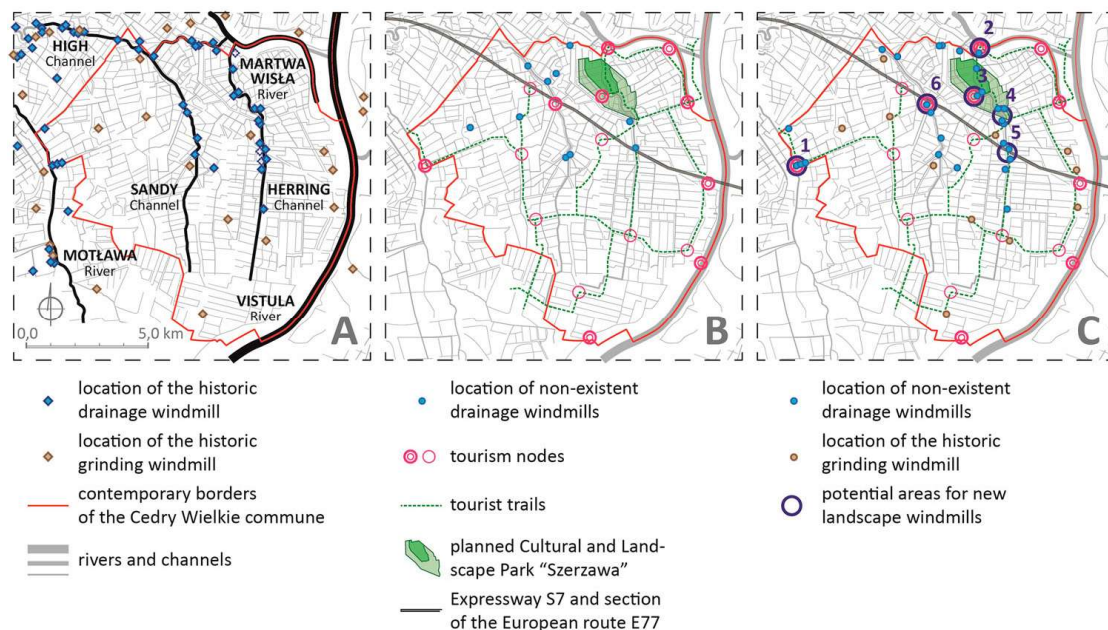 HIGH
Channel
MARTWA
WISŁA
River
SANDY
Channel
HERRING
Channel
MOTŁAWA
River
VISTULA
River
0,0
5,0 km
A
B
1
2
3
4
5
6
C
location of the historic
drainage windmill
location of the historic
grinding windmill
contemporary borders
of the Cedry Wielkie commune
rivers and channels
location of non-existent
drainage windmills
tourism nodes
tourist trails
planned Cultural and Land-
scape Park “Szerzawa”
Expressway S7 and section
of the European route E77
location of non-existent
drainage windmills
location of the historic
grinding windmill
potential areas for new
landscape windmills